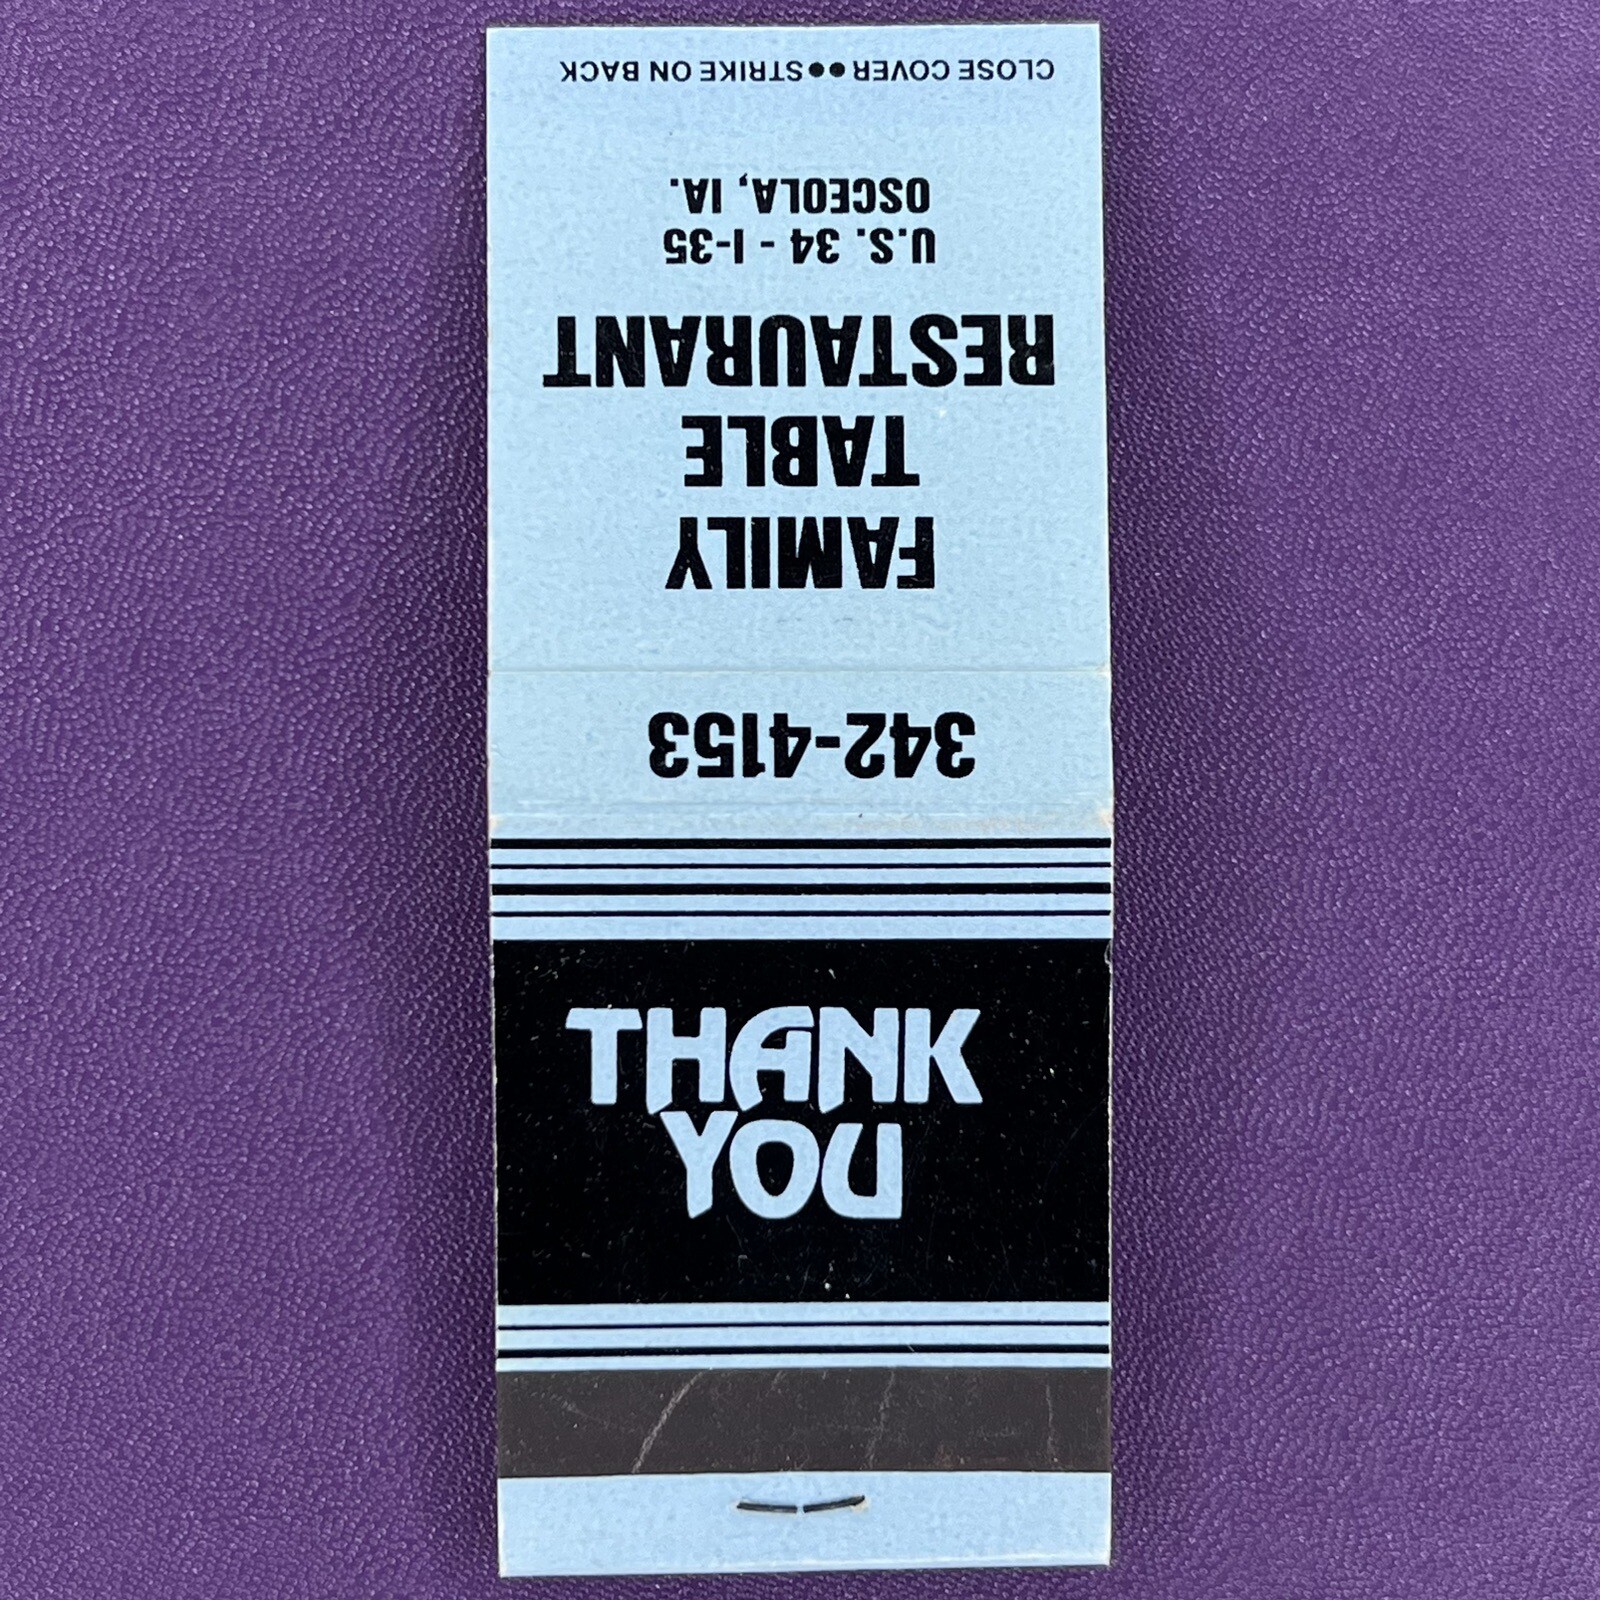 FAMILY
TABLE
RESTAURANT
U.S. 34 - I-35
OSCEOLA, IA.
CLOSE COVER●●STRIKE ON BACK
342-4153
THANK
YOU